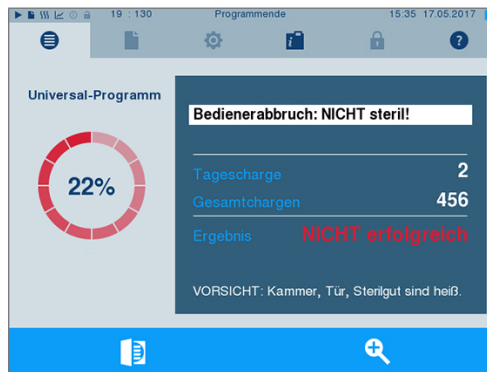 19 : 130 Programmende 15:35 17.05.2017
Universal-Programm
22%
Bedienerabbruch: NICHT steril!
Tagescharge 2
Gesamtchargen 456
Ergebnis NICHT erfolgreich
VORSICHT: Kammer, Tür, Sterilgut sind heiß.